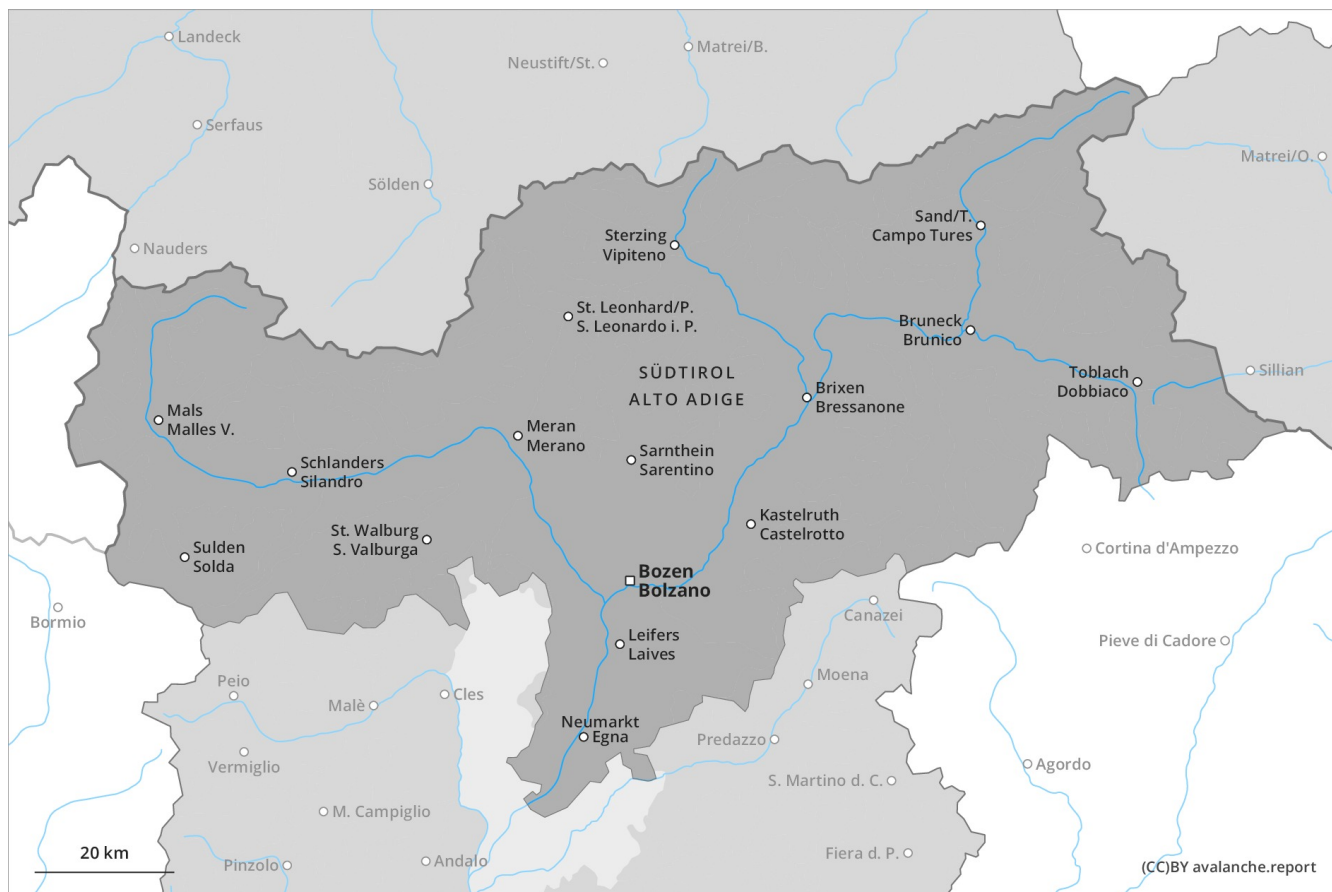 Landeck
Matrei/B.
Neustift/St.
Serfaus
Matrei/O.
Sölden
Sand/T.
Campo Tures
Sterzing
Vipiteno
Nauders
St. Leonhard/P.
S. Leonardo i. P.
Bruneck
Brunico
SÜDTIROL
ALTO ADIGE
Toblach
Dobbiaco
Sillian
Brixen
Bressanone
Mals
Malles V.
Meran
Merano
Sarnthein
Sarentino
Schlanders
Silandro
Kastelruth
Castelrotto
St. Walburg
S. Valburga
Sulden
Solda
Cortina d'Ampezzo
Bozen
Bolzano
Bormio
Canazei
Leifers
Laives
Pieve di Cadore
Moena
Peio
Cles
Malè
Neumarkt
Egna
Predazzo
Vermiglio
Agordo
S. Martino d. C.
M. Campiglio
20 km
Fiera d. P.
Andalo
Pinzolo
(CC)BY avalanche.report